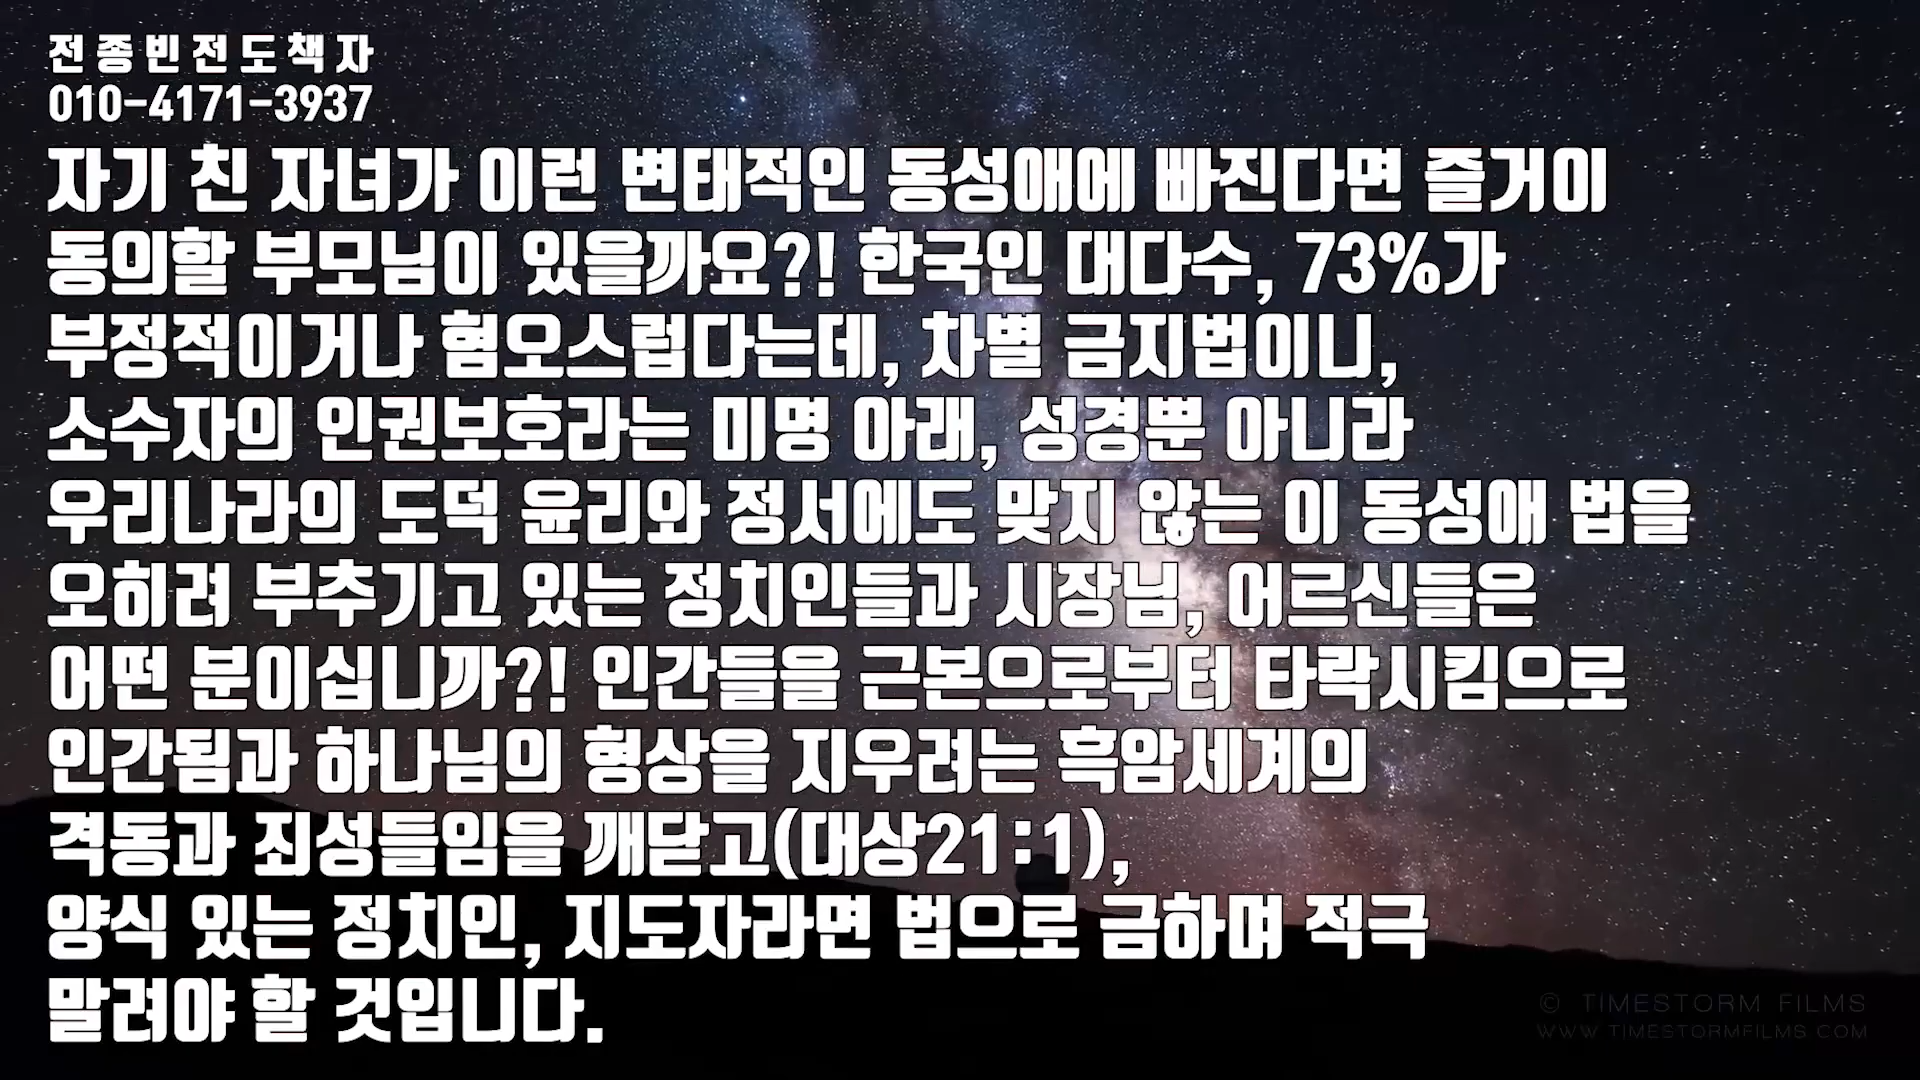 전종빈전도책자
010-4171-3937
자기 친 자녀가 이런 변태적인 동성애에 빠진다면 즐거이
동의할 부모님이 있을까요?! 한국인 대다수, 73%가
부정적이거나 혐오스럽다는데, 차별 금지법이니,
소수자의 인권보호라는 미명 아래, 성경뿐 아니라
우리나라의 도덕 윤리와 정서에도 맞지 않는 이 동성애 법을
오히려 부추기고 있는 정치인들과 시장님, 어르신들은
어떤 분이십니까?! 인간들을 근본으로부터 타락시킴으로
인간됨과 하나님의 형상을 지우려는 흑암세계의
격동과 죄성들임을 깨닫고(대상21:1),
양식 있는 정치인, 지도자라면 법으로 금하며 적극
말려야 할 것입니다.
© TIMESTORM FILMS
WWW.TIMESTORMFILMS.COM